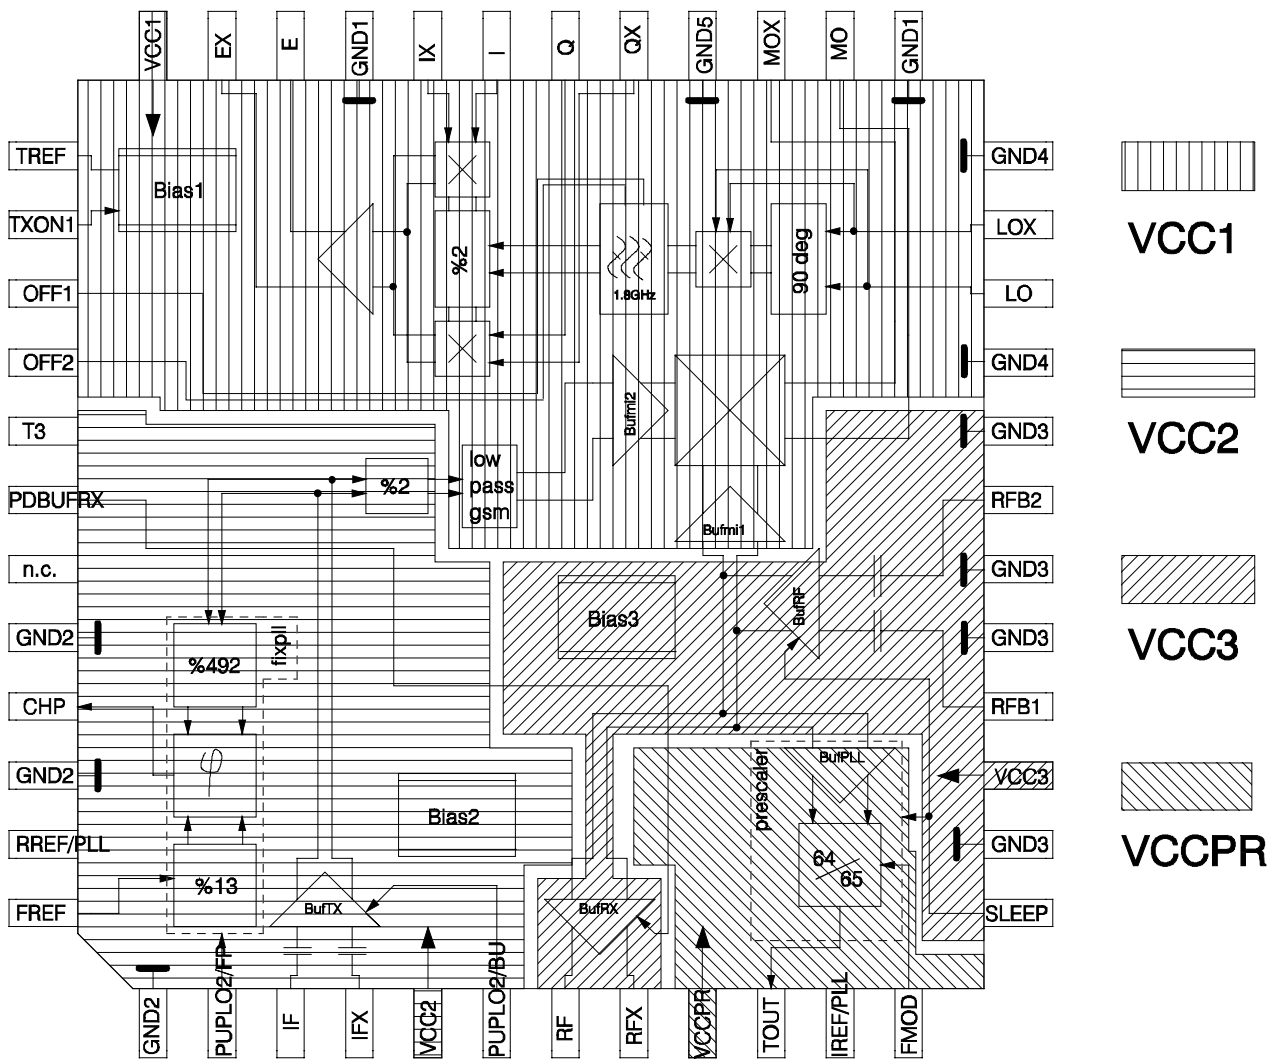 VCC1
EX
E
GND1
IX
I
Q
QX
GND5
MOX
MO
GND1
TREF
TXON1
OFF1
OFF2
T3
PDBUFRX
n.c.
GND2
CHP
GND2
RREF/PLL
FREF
Bias1
%2
1.8GHz
90 deg
Bufmi2
low
pass
gsm
%2
Bufmi1
Bias3
BufRF
fixpll
%492
φ
%13
Bias2
BufTX
BufRX
prescaler
BufPLL
64
65
GND4
LOX
LO
GND4
GND3
RFB2
GND3
GND3
RFB1
VCC3
GND3
SLEEP
GND2
PUPLO2/FP
IF
IFX
VCC2
PUPLO2/BU
RF
RFX
VCCPR
TOUT
IREF/PLL
FMOD
VCC1
VCC2
VCC3
VCCPR